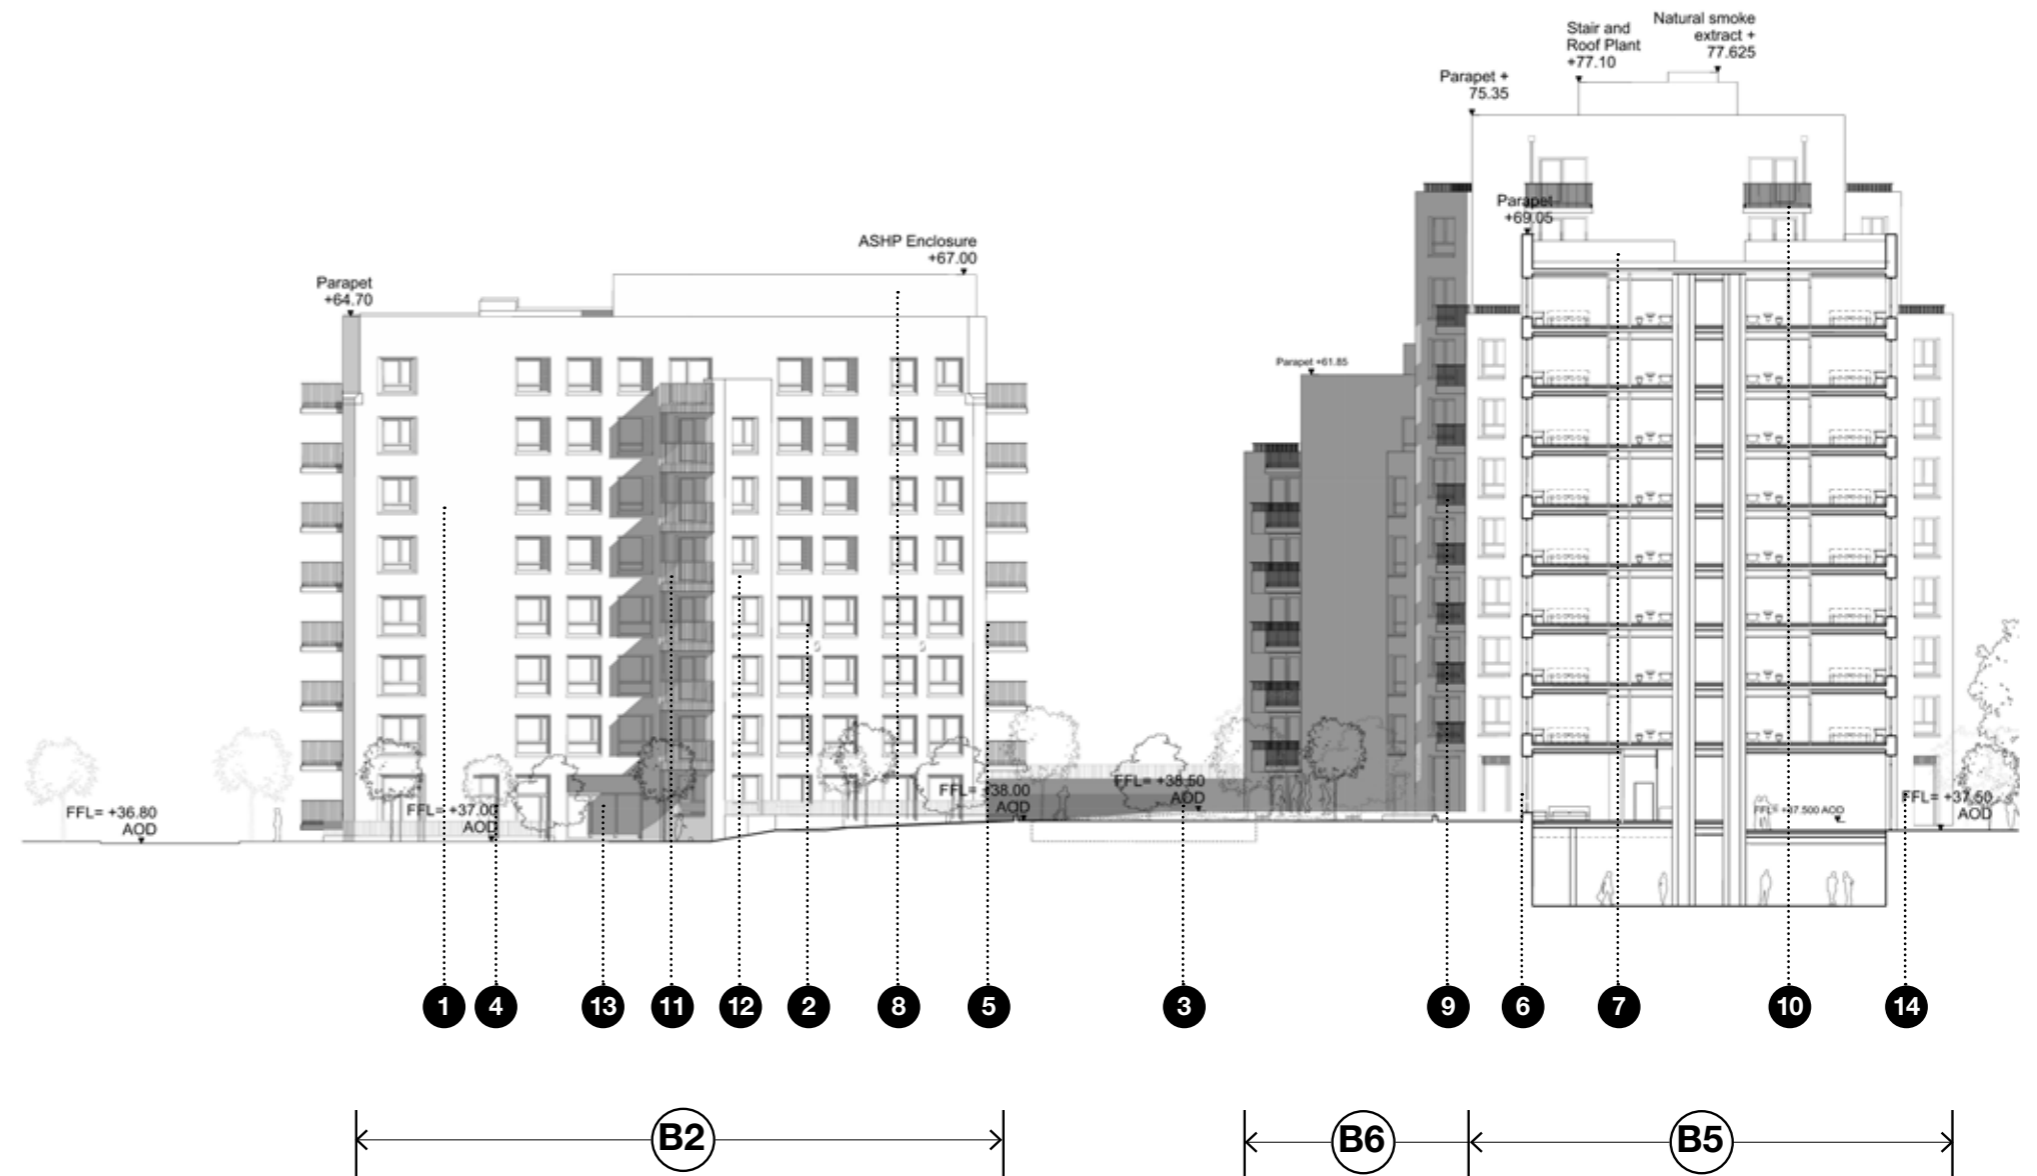 Natural smoke
extract +
77.625
Stair and
Roof Plant
+77.10
Parapet +
75.35
Parapet
+69.05
ASHP Enclosure
+67.00
Parapet
+64.70
Parapet +61.85
FFL= +36.80
AOD
FFL= +37.00
AOD
FFL= +38.00
AOD
FFL= +38.50
AOD
FFL= +37.500 AOD
FFL= +37.50
AOD
1 4 13 11 12 2 8 5 3 9 6 7 10 14
B2 B6 B5